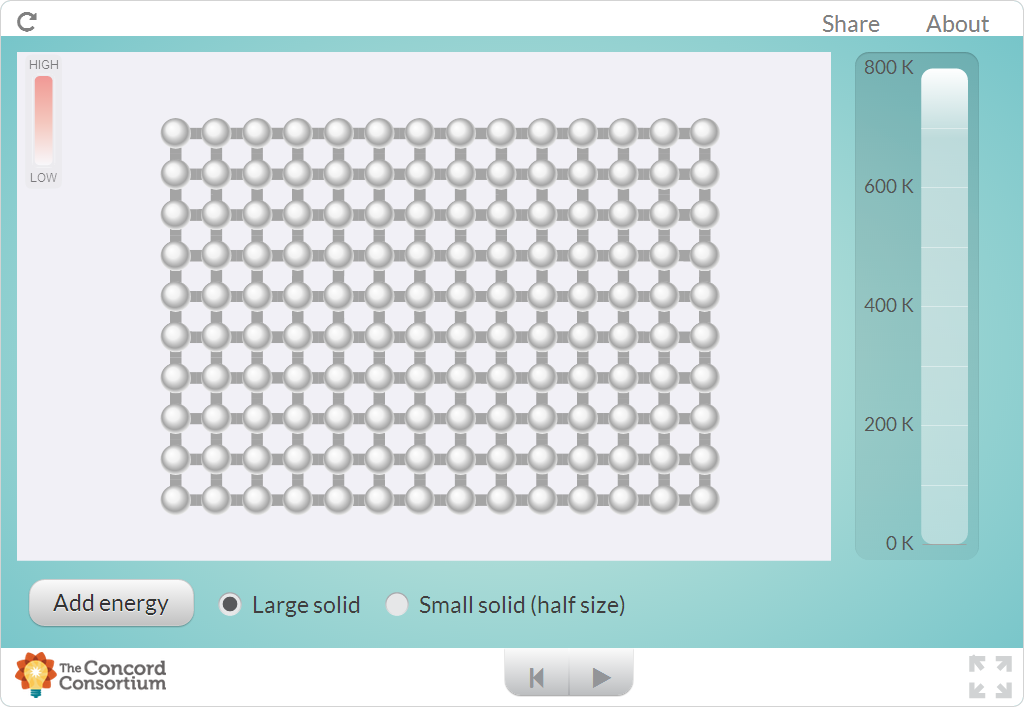 Share About
HIGH
LOW
800 K
600 K
400 K
200 K
0 K
Add energy Large solid Small solid (half size)
The Concord
Consortium